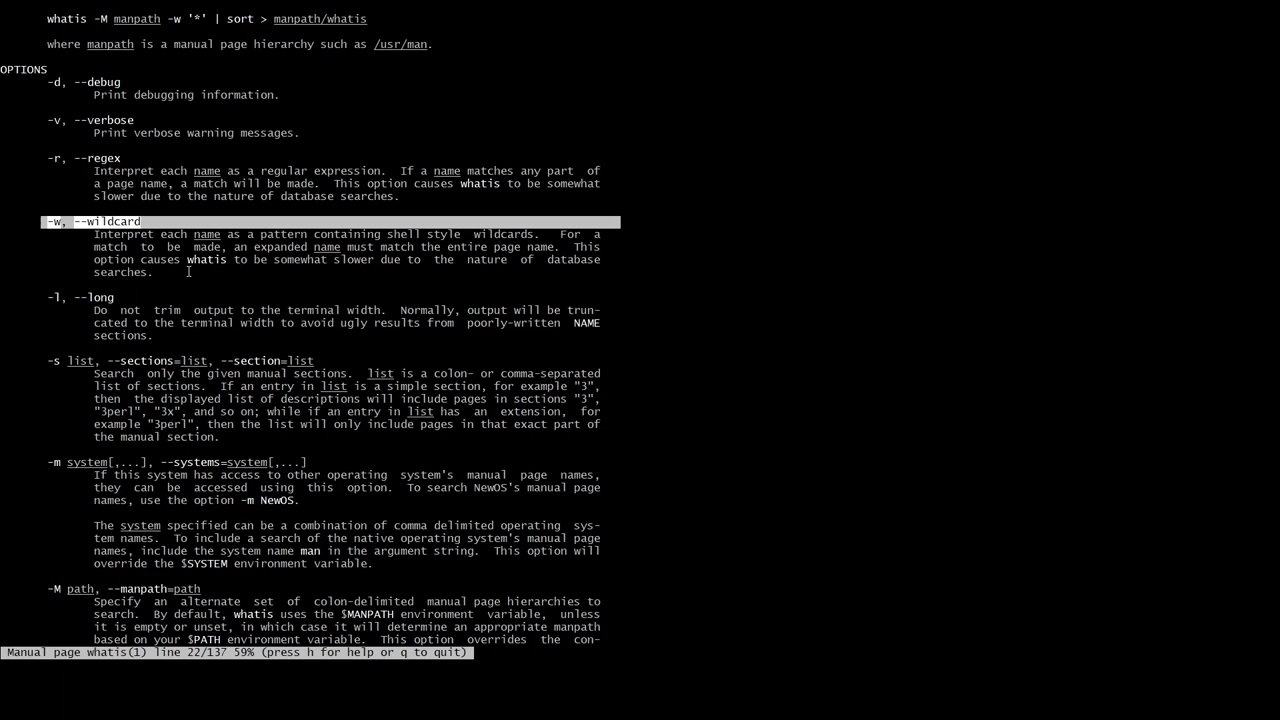 whatis -M manpath -w '*' | sort > manpath/whatis
where manpath is a manual page hierarchy such as /usr/man.
OPTIONS
-d, --debug
Print debugging information.
-v, --verbose
Print verbose warning messages.
-r, --regex
Interpret each name as a regular expression. If a name matches any part of
a page name, a match will be made. This option causes whatis to be somewhat
slower due to the nature of database searches.
-w, --wildcard
Interpret each name as a pattern containing shell style wildcards. For a
match to be made, an expanded name must match the entire page name. This
option causes whatis to be somewhat slower due to the nature of database
searches.
-l, --long
Do not trim output to the terminal width. Normally, output will be trun-
cated to the terminal width to avoid ugly results from poorly-written NAME
sections.
-s list, --sections=list, --section=list
Search only the given manual sections. list is a colon- or comma-separated
list of sections. If an entry in list is a simple section, for example "3",
then the displayed list of descriptions will include pages in sections "3",
"3perl", "3x", and so on; while if an entry in list has an extension, for
example "3perl", then the list will only include pages in that exact part of
the manual section.
-m system[,...], --systems=system[,...]
If this system has access to other operating system's manual page names,
they can be accessed using this option. To search NewOS's manual page
names, use the option -m NewOS.
The system specified can be a combination of comma delimited operating sys-
tem names. To include a search of the native operating system's manual page
names, include the system name man in the argument string. This option will
override the $SYSTEM environment variable.
-M path, --manpath=path
Specify an alternate set of colon-delimited manual page hierarchies to
search. By default, whatis uses the $MANPATH environment variable, unless
it is empty or unset, in which case it will determine an appropriate manpath
based on your $PATH environment variable. This option overrides the con-
Manual page whatis(1) line 22/137 59% (press h for help or q to quit)